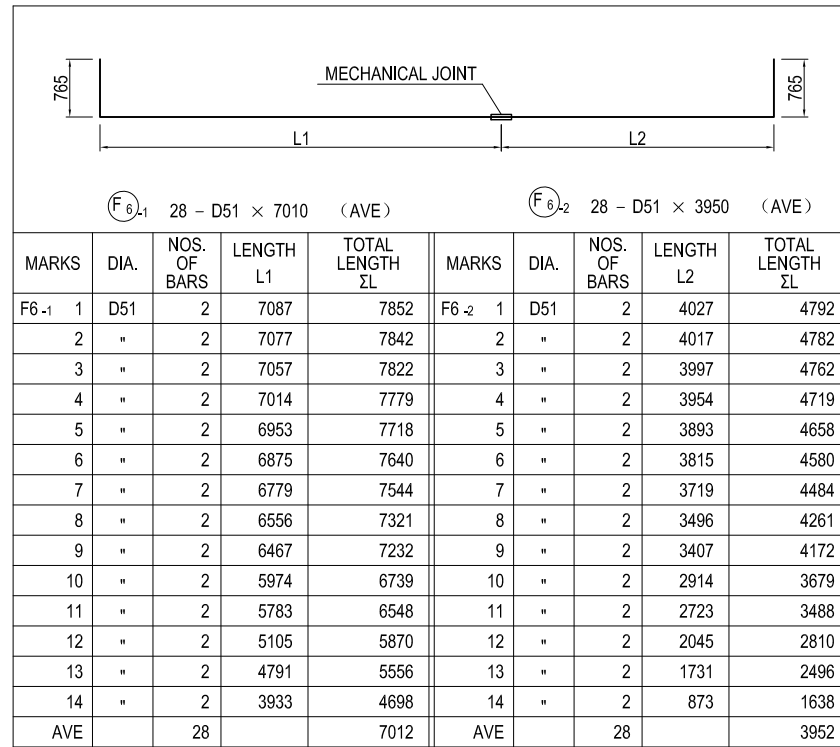 765
MECHANICAL JOINT
765
L1
L2
F 6 -1 28 – D51 × 7010 (AVE)
F 6 -2 28 – D51 × 3950 (AVE)
MARKS DIA. NOS. OF BARS LENGTH L1 TOTAL LENGTH ΣL MARKS DIA. NOS. OF BARS LENGTH L2 TOTAL LENGTH ΣL
F6 -1 1 D51 2 7087 7852 F6 -2 1 D51 2 4027 4792
2 " 2 7077 7842 2 " 2 4017 4782
3 " 2 7057 7822 3 " 2 3997 4762
4 " 2 7014 7779 4 " 2 3954 4719
5 " 2 6953 7718 5 " 2 3893 4658
6 " 2 6875 7640 6 " 2 3815 4580
7 " 2 6779 7544 7 " 2 3719 4484
8 " 2 6556 7321 8 " 2 3496 4261
9 " 2 6467 7232 9 " 2 3407 4172
10 " 2 5974 6739 10 " 2 2914 3679
11 " 2 5783 6548 11 " 2 2723 3488
12 " 2 5105 5870 12 " 2 2045 2810
13 " 2 4791 5556 13 " 2 1731 2496
14 " 2 3933 4698 14 " 2 873 1638
AVE 28 7012 AVE 28 3952